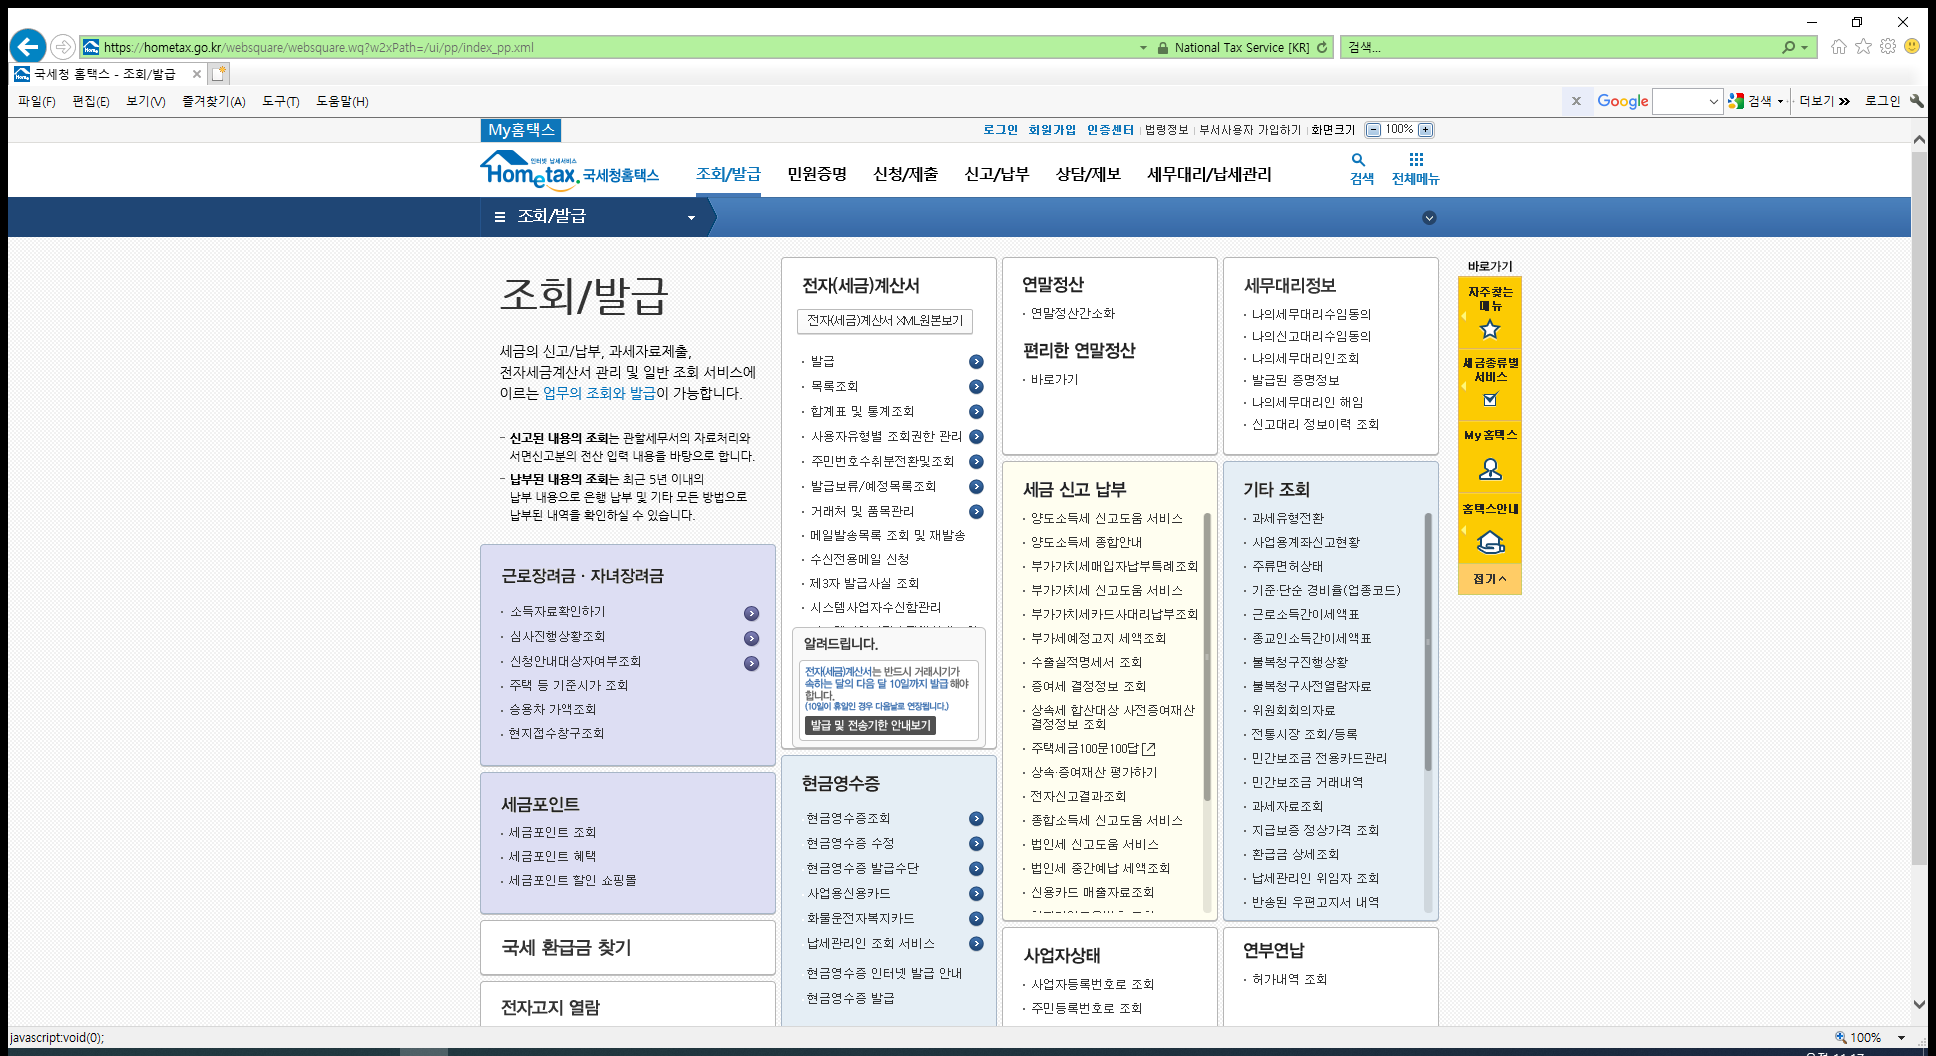 https://hometax.go.kr/websquare/websquare.wq?w2xPath=/ui/pp/index_pp.xml
National Tax Service [KR]
검색...
국세청 홈택스 - 조회/발급
파일(F) 편집(E) 보기(V) 즐겨찾기(A) 도구(T) 도움말(H)
x Google 검색 더보기 로그인
My홈택스
로그인 회원가입 인증센터 법령정보 부서사용자 가입하기 화면크기 100%
인터넷 납세서비스
Hometax. 국세청홈택스
조회/발급 민원증명 신청/제출 신고/납부 상담/제보 세무대리/납세관리
검색 전체메뉴
조회/발급
조회/발급
세금의 신고/납부, 과세자료제출,
전자세금계산서 관리 및 일반 조회 서비스에
이르는 업무의 조회와 발급이 가능합니다.
- 신고된 내용의 조회는 관할세무서의 자료처리와
서면신고분의 전산 입력 내용을 바탕으로 합니다.
- 납부된 내용의 조회는 최근 5년 이내의
납부 내용으로 은행 납부 및 기타 모든 방법으로
납부된 내역을 확인하실 수 있습니다.
근로장려금 · 자녀장려금
· 소득자료확인하기
· 심사진행상황조회
· 신청안내대상자여부조회
· 주택 등 기준시가 조회
· 승용차 가액조회
· 현지접수창구조회
세금포인트
· 세금포인트 조회
· 세금포인트 혜택
· 세금포인트 할인 쇼핑몰
국세 환급금 찾기
전자고지 열람
전자(세금)계산서
전자(세금)계산서 XML원본보기
· 발급
· 목록조회
· 합계표 및 통계조회
· 사용자유형별 조회권한 관리
· 주민번호수취분전환및조회
· 발급보류/예정목록조회
· 거래처 및 품목관리
· 메일발송목록 조회 및 재발송
· 수신전용메일 신청
· 제3자 발급사실 조회
· 시스템사업자수신함관리
알려드립니다.
전자(세금)계산서는 반드시 거래시기가
속하는 달의 다음 달 10일까지 발급해야
합니다.
(10일이 휴일인 경우 다음날로 연장됩니다.)
발급 및 전송기한 안내보기
현금영수증
현금영수증조회
현금영수증 수정
현금영수증 발급수단
사업용신용카드
화물운전자복지카드
납세관리인 조회 서비스
현금영수증 인터넷 발급 안내
현금영수증 발급
연말정산
· 연말정산간소화
편리한 연말정산
· 바로가기
세금 신고 납부
· 양도소득세 신고도움 서비스
· 양도소득세 종합안내
· 부가가치세매입자납부특례조회
· 부가가치세 신고도움 서비스
· 부가가치세카드사대리납부조회
· 부가세예정고지 세액조회
· 수출실적명세서 조회
· 증여세 결정정보 조회
· 상속세 합산대상 사전증여재산
결정정보 조회
· 주택세금100문100답
· 상속·증여재산 평가하기
· 전자신고결과조회
· 종합소득세 신고도움 서비스
· 법인세 신고도움 서비스
· 법인세 중간예납 세액조회
· 신용카드 매출자료조회
사업자상태
· 사업자등록번호로 조회
· 주민등록번호로 조회
세무대리정보
· 나의세무대리수임동의
· 나의신고대리수임동의
· 나의세무대리인조회
· 발급된 증명정보
· 나의세무대리인 해임
· 신고대리 정보이력 조회
기타 조회
· 과세유형전환
· 사업용계좌신고현황
· 주류면허상태
· 기준·단순 경비율(업종코드)
· 근로소득간이세액표
· 종교인소득간이세액표
· 불복청구진행상황
· 불복청구사전열람자료
· 위원회회의자료
· 전통시장 조회/등록
· 민간보조금 전용카드관리
· 민간보조금 거래내역
· 과세자료조회
· 지급보증 정상가격 조회
· 환급금 상세조회
· 납세관리인 위임자 조회
· 반송된 우편고지서 내역
연부연납
· 허가내역 조회
바로가기
자주찾는
메뉴
세금종류별
서비스
My 홈택스
홈택스안내
접기
javascript:void(0);
100%